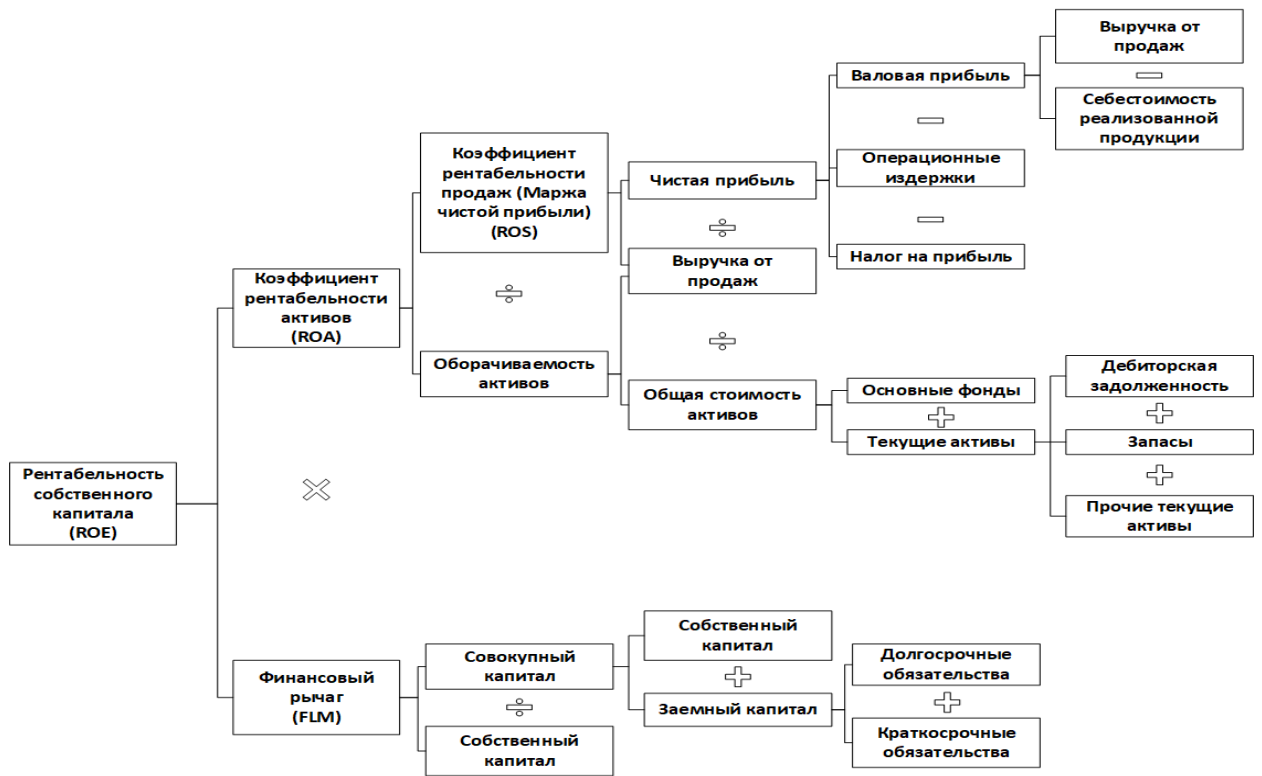 Выручка от
продаж
Валовая прибыль
Себестоимость
реализованной
продукции
Коэффициент
рентабельности
продаж (Маржа
чистой прибыли)
(ROS)
Чистая прибыль
Операционные
издержки
Выручка от
продаж
Налог на прибыль
Коэффициент
рентабельности
активов
(ROA)
Оборачиваемость
активов
Общая стоимость
активов
Основные фонды
Текущие активы
Дебиторская
задолженность
Запасы
Прочие текущие
активы
Рентабельность
собственного
капитала
(ROE)
Финансовый
рычаг
(FLM)
Совокупный
капитал
Собственный
капитал
Собственный
капитал
Заемный капитал
Долгосрочные
обязательства
Краткосрочные
обязательства